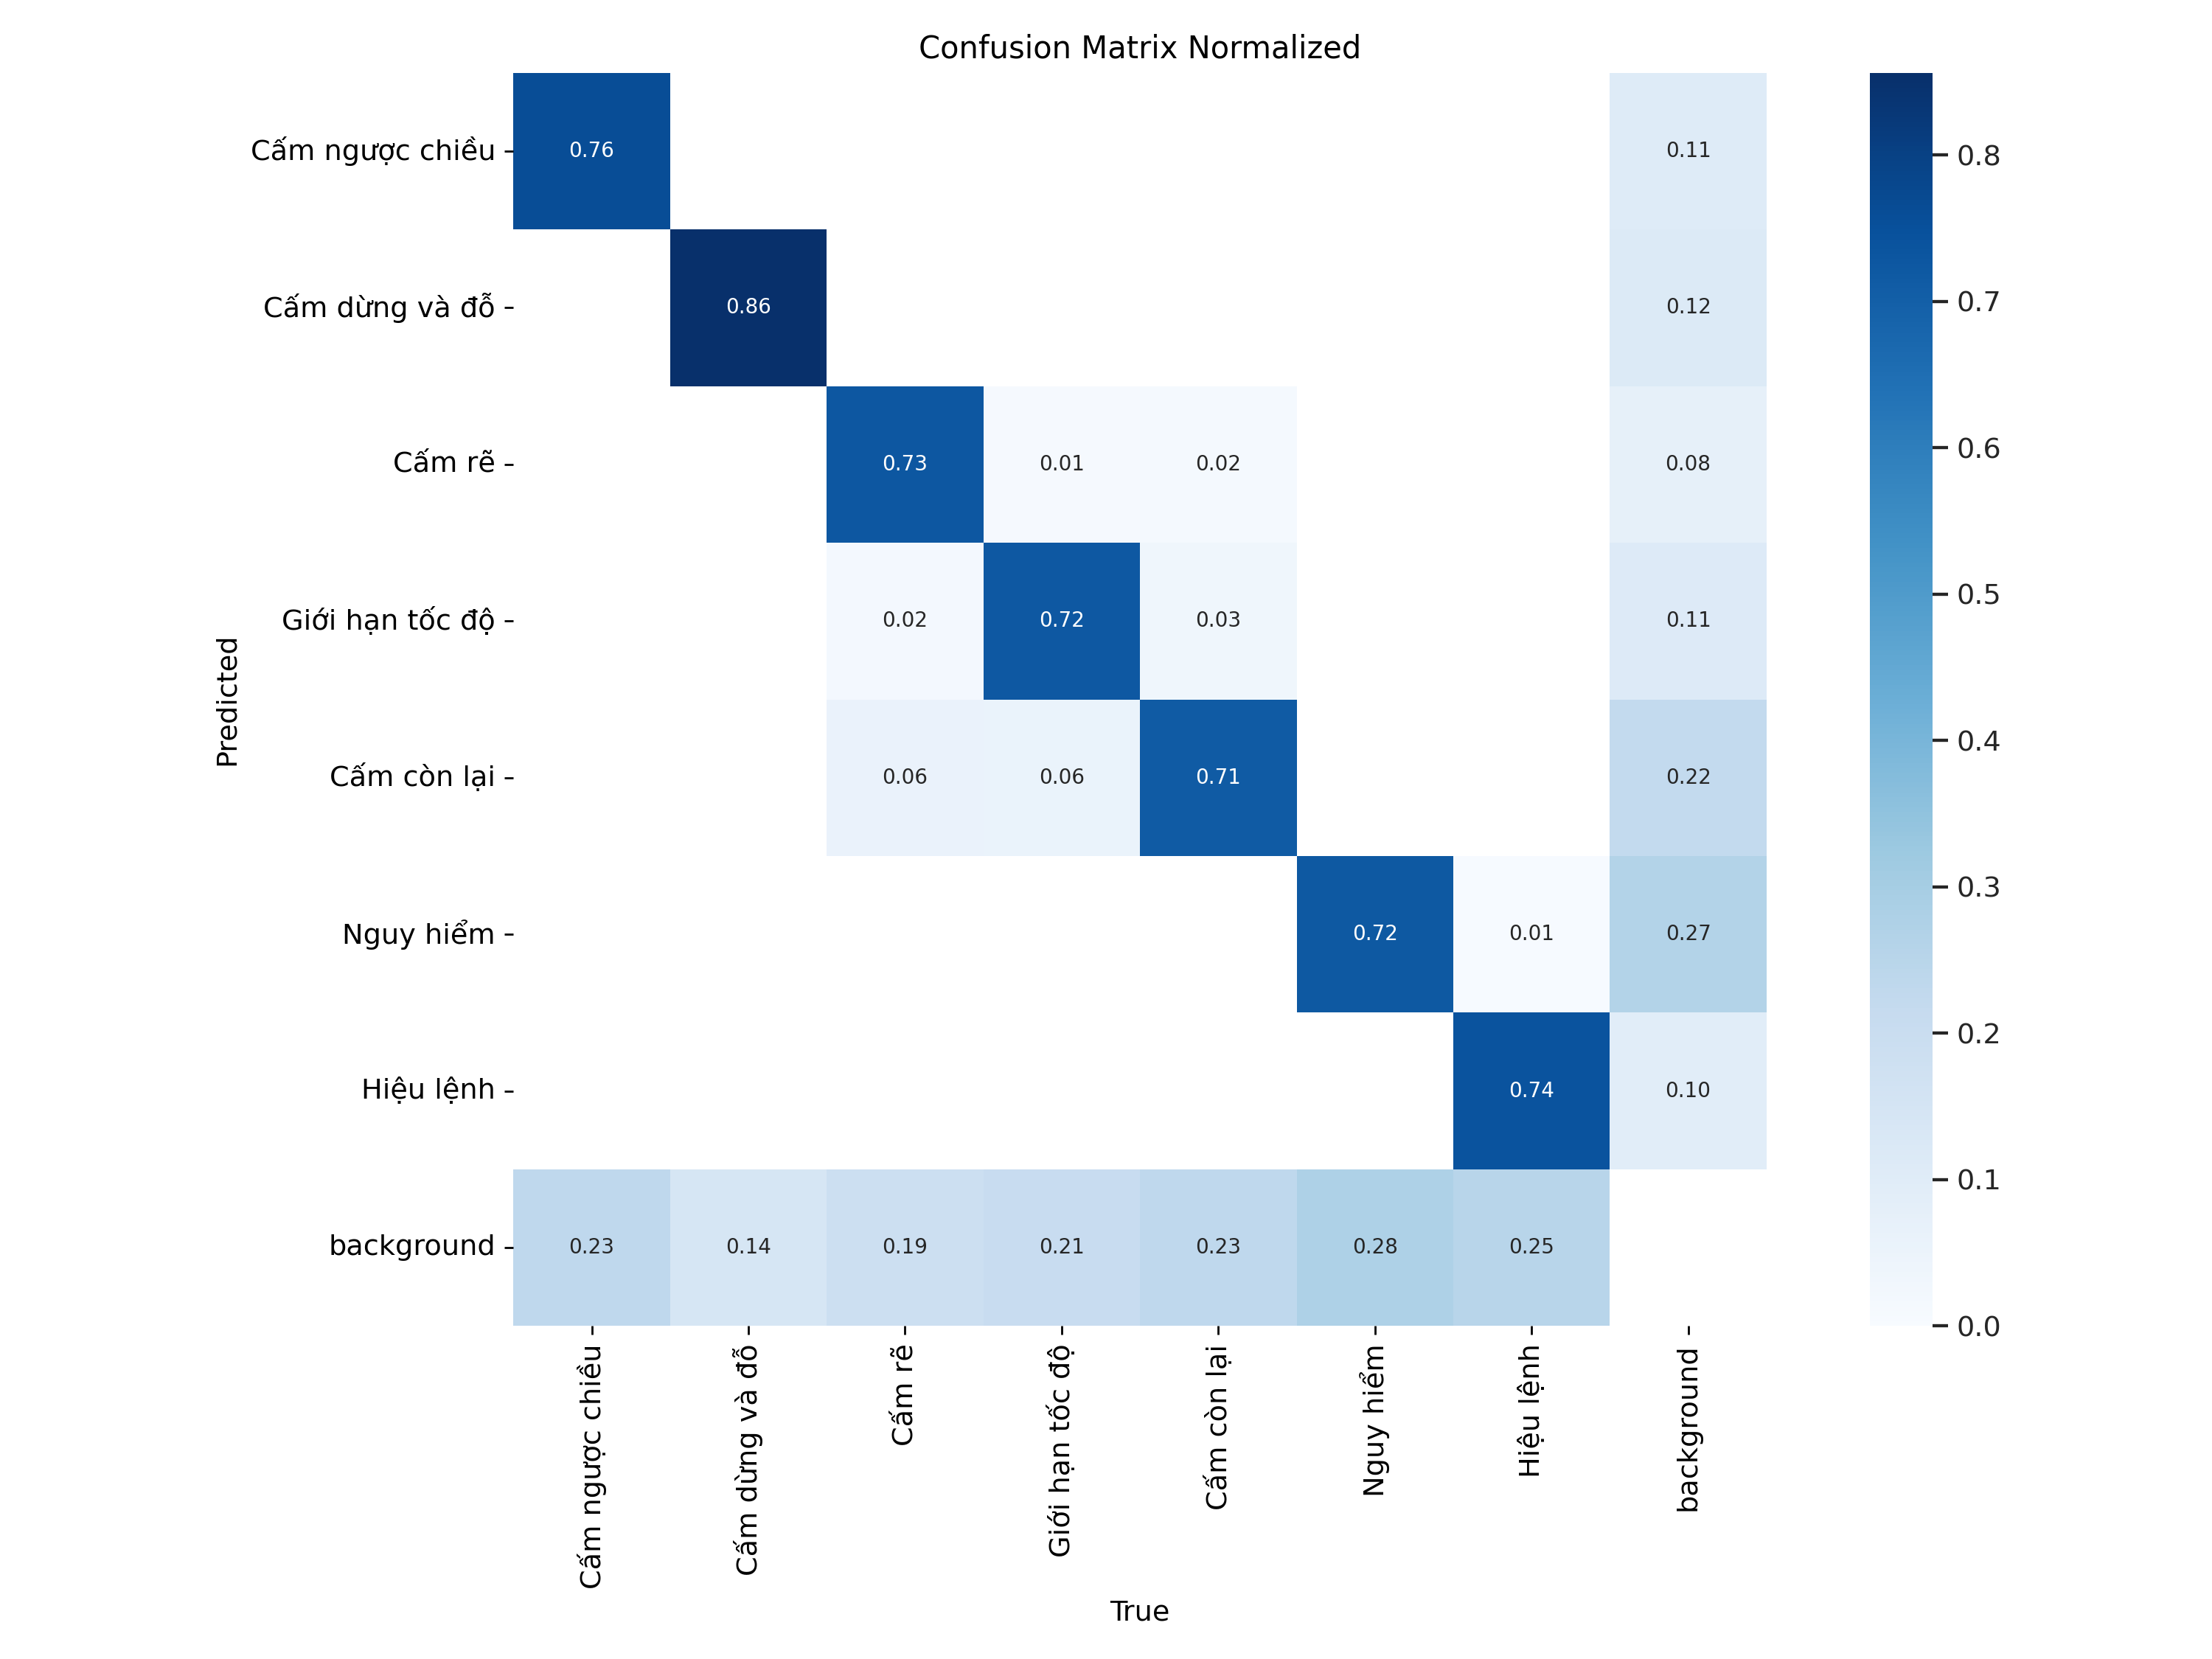 Confusion Matrix Normalized
Cấm ngược chiều
0.76
0.11
Cấm dừng và đỗ
0.86
0.12
Cấm rẽ
0.73
0.01
0.02
0.08
Giới hạn tốc độ
0.02
0.72
0.03
0.11
Cấm còn lại
0.06
0.06
0.71
0.22
Nguy hiểm
0.72
0.01
0.27
Hiệu lệnh
0.74
0.10
background
0.23
0.14
0.19
0.21
0.23
0.28
0.25
Predicted
Cấm ngược chiều
Cấm dừng và đỗ
Cấm rẽ
Giới hạn tốc độ
Cấm còn lại
Nguy hiểm
Hiệu lệnh
background
True
0.8
0.7
0.6
0.5
0.4
0.3
0.2
0.1
0.0